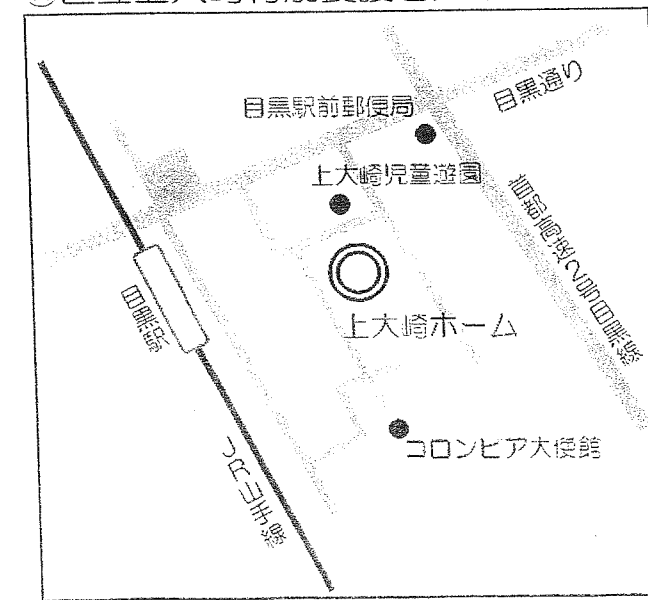 目黒駅前郵便局
目黒通り
上大崎児童遊園
首都高速2号目黒線
目黒駅
上大崎ホーム
コロンビア大使館
JR山手線